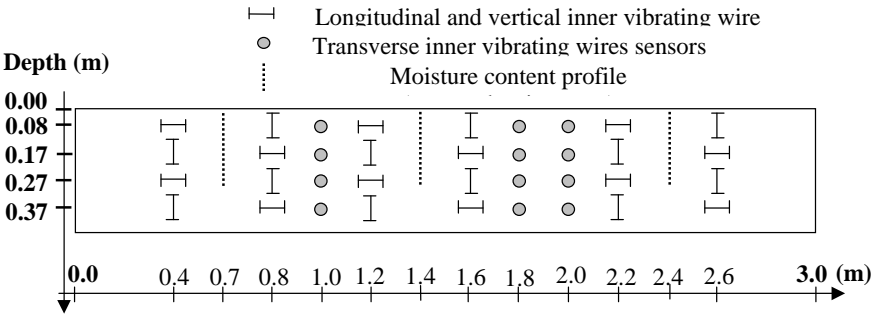 Longitudinal and vertical inner vibrating wire
Transverse inner vibrating wires sensors
Depth (m)
Moisture content profile
0.00
0.08
0.17
0.27
0.37
0.0 0.4 0.7 0.8 1.0 1.2 1.4 1.6 1.8 2.0 2.2 2.4 2.6 3.0 (m)